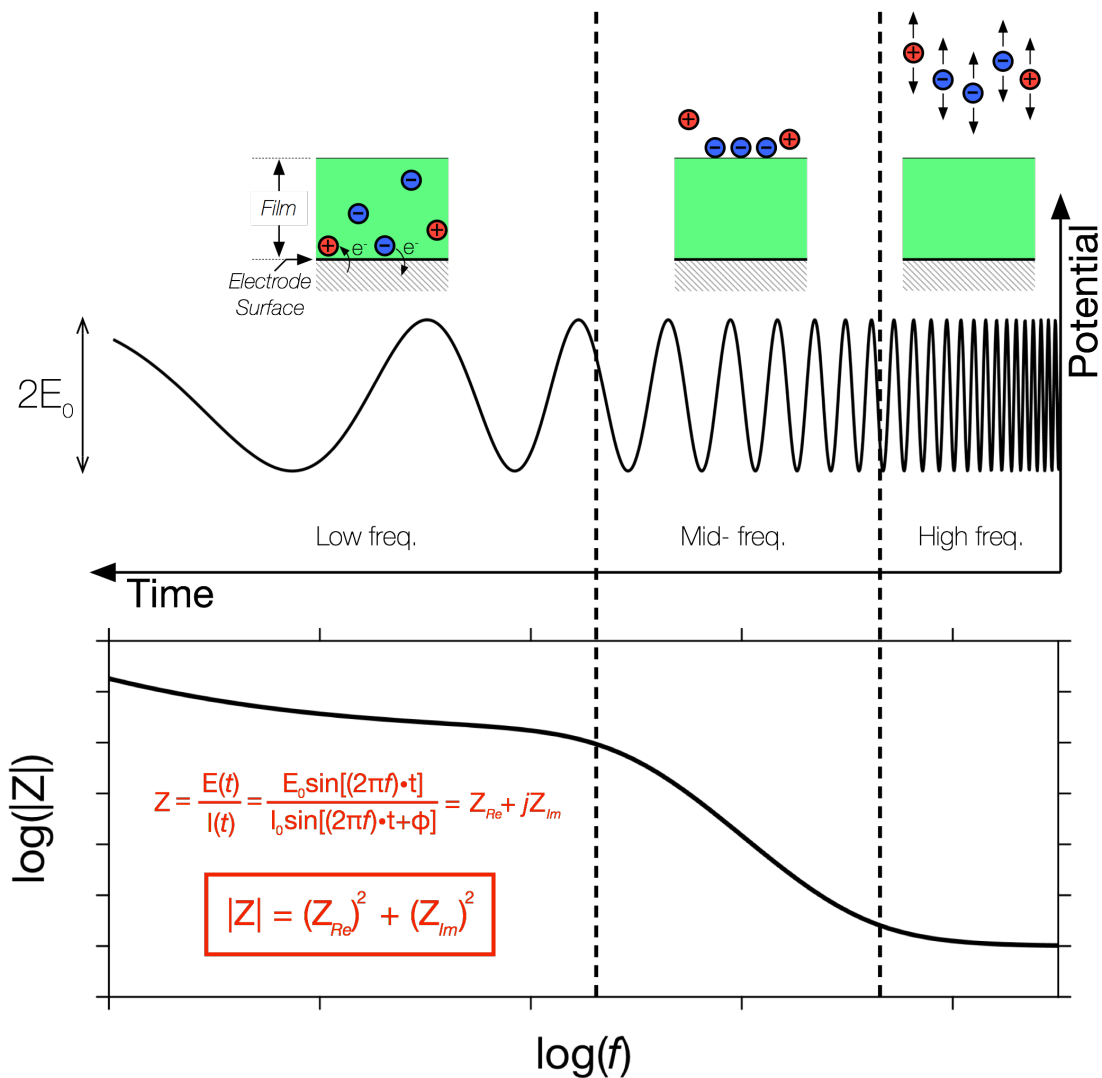 Film
e⁻
e⁻
Electrode
Surface
Potential
2E₀
Low freq.
Mid- freq.
High freq.
Time
Z = E(t)/I(t) = E₀sin[(2πf)•t]/I₀sin[(2πf)•t+ϕ] = Z_Re + jZ_Im
|Z| = (Z_Re)² + (Z_Im)²
log(|Z|)
log(f)